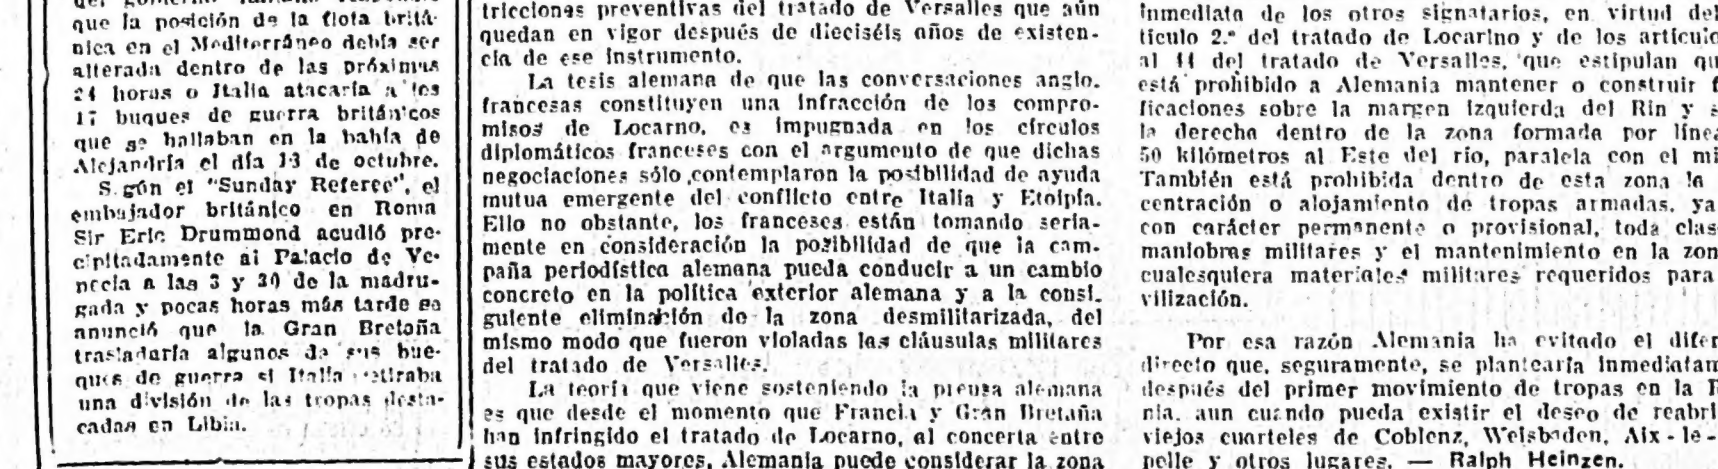 que la posición de la flota britá-
nica en el Mediterráneo debía ser
alterada dentro de las próximas
24 horas o Italia atacaría a los
17 buques de guerra británicos
que se hallaban en la bahía de
Alejandría el día 13 de octubre.
S.gún el "Sunday Referee", el
embajador británico en Roma
Sir Eric Drummond acudió pre-
cipitadamente al Palacio de Ve-
necia a las 3 y 30 de la madru-
gada y pocas horas más tarde se
anunció que la Gran Bretaña
trasladaría algunos de sus bue-
ques de guerra si Italia retiraba
una división de las tropas desta-
cadas en Libia.
tricciones preventivas del tratado de Versalles que aún
quedan en vigor después de dieciséis años de existen-
cia de ese instrumento.
La tesis alemana de que las conversaciones anglo.
francesas constituyen una infracción de los compro-
misos de Locarno, es impugnada en los círculos
diplomáticos franceses con el argumento de que dichas
negociaciones sólo contemplaron la posibilidad de ayuda
mutua emergente del conflicto entre Italia y Etoipía.
Ello no obstante, los franceses están tomando seria-
mente en consideración la posibilidad de que la cam-
paña periodística alemana pueda conducir a un cambio
concreto en la política exterior alemana y a la consi.
guiente eliminación de la zona desmilitarizada, del
mismo modo que fueron violadas las cláusulas militares
del tratado de Versalles.
La teoría que viene sosteniendo la prensa alemana
es que desde el momento que Francia y Gran Bretaña
han infringido el tratado de Locarno, al concerta entre
sus estados mayores, Alemania puede considerar la zona
inmediata de los otros signatarios, en virtud del
tículo 2.º del tratado de Locarino y de los artículo
al 44 del tratado de Versalles, que estipulan qu
está prohibido a Alemania mantener o construir f
ficaciones sobre la margen izquierda del Rin y s
la derecha dentro de la zona formada por línea
50 kilómetros al Este del río, paralela con el mi
También está prohibida dentro de esta zona la
centración o alojamiento de tropas armadas, ya
con carácter permanente o provisional, toda clas
maniobras militares y el mantenimiento en la zon
cualesquiera materiales militares requeridos para
vilización.
Por esa razón Alemania ha evitado el difer
directo que, seguramente, se plantearía inmediatam
después del primer movimiento de tropas en la R
nia, aun cuando pueda existir el deseo de reabri
viejos cuarteles de Coblenz, Weisbaden, Aix-le-
pelle y otros lugares. — Ralph Heinzen.